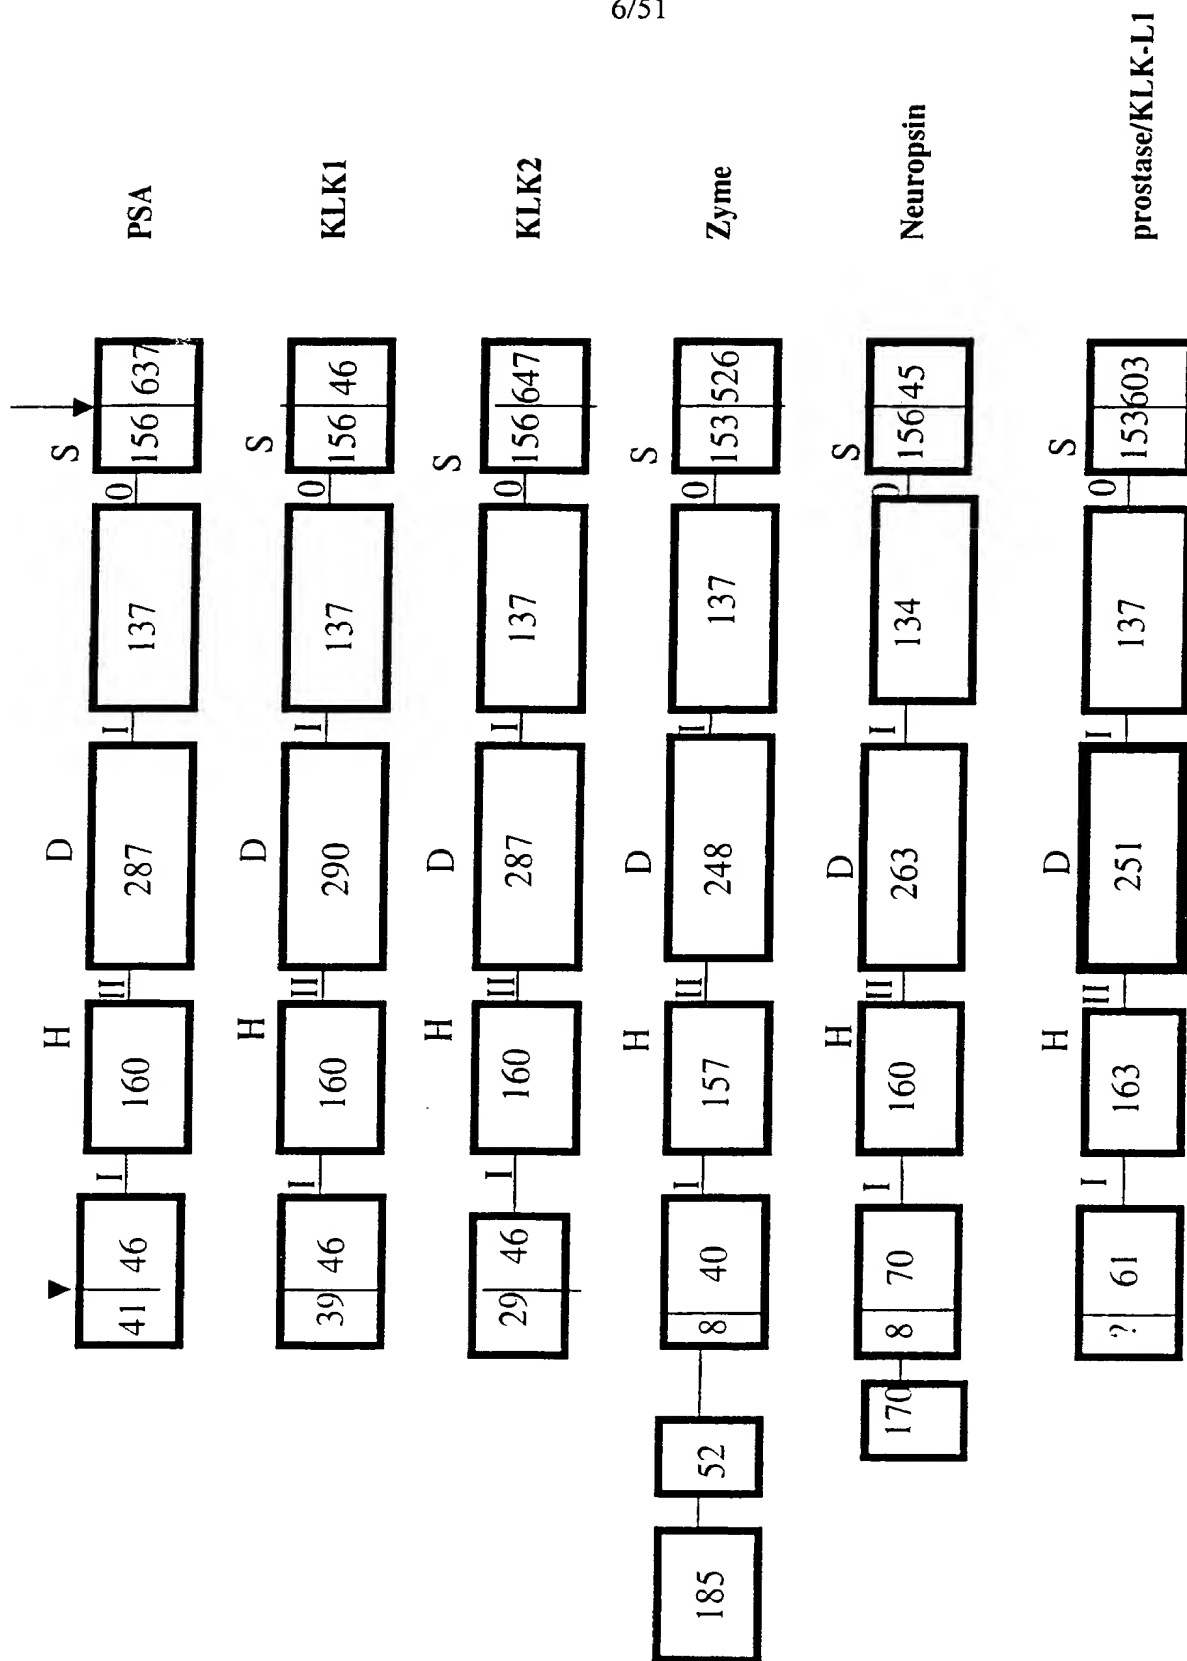 6/51
H D S
41 46 I 160 II 287 I 137 0 156 637 PSA
H D S
39 46 I 160 II 290 I 137 0 156 46 KLK1
H D S
29 46 I 160 II 287 I 137 0 156 647 KLK2
H D S
185 52 8 40 I 157 II 248 I 137 0 153 526 Zyme
H D S
170 8 70 I 160 II 263 I 134 0 156 45 Neuropsin
H D S
? 61 I 163 II 251 I 137 0 153 603 prostase/KLK-L1